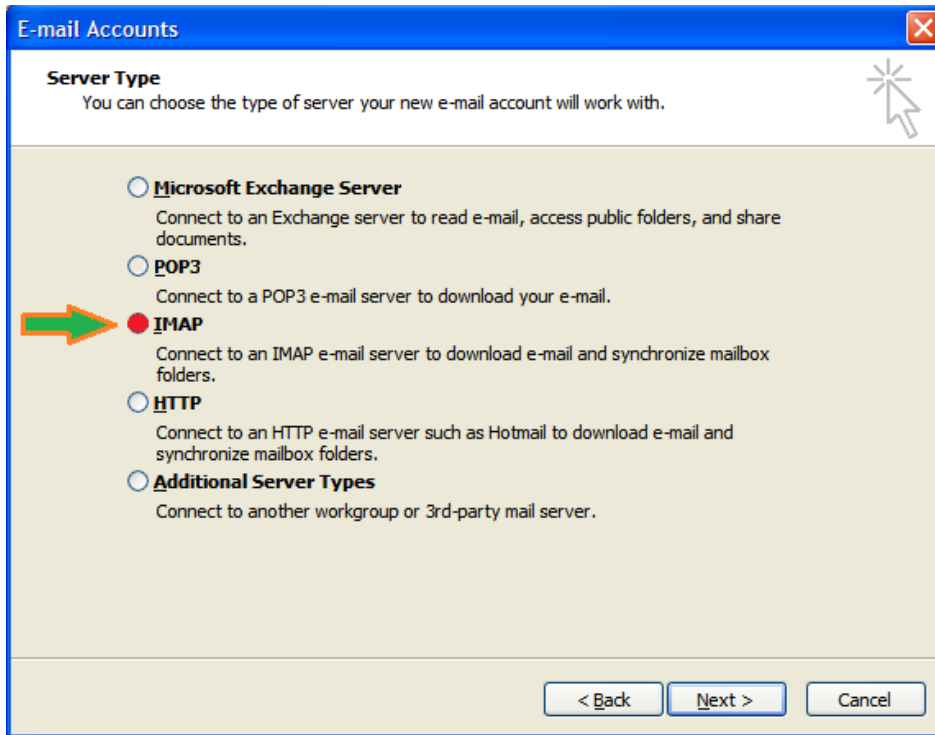 E-mail Accounts
Server Type
You can choose the type of server your new e-mail account will work with.
Microsoft Exchange Server
Connect to an Exchange server to read e-mail, access public folders, and share
documents.
POP3
Connect to a POP3 e-mail server to download your e-mail.
IMAP
Connect to an IMAP e-mail server to download e-mail and synchronize mailbox
folders.
HTTP
Connect to an HTTP e-mail server such as Hotmail to download e-mail and
synchronize mailbox folders.
Additional Server Types
Connect to another workgroup or 3rd-party mail server.
< Back Next > Cancel